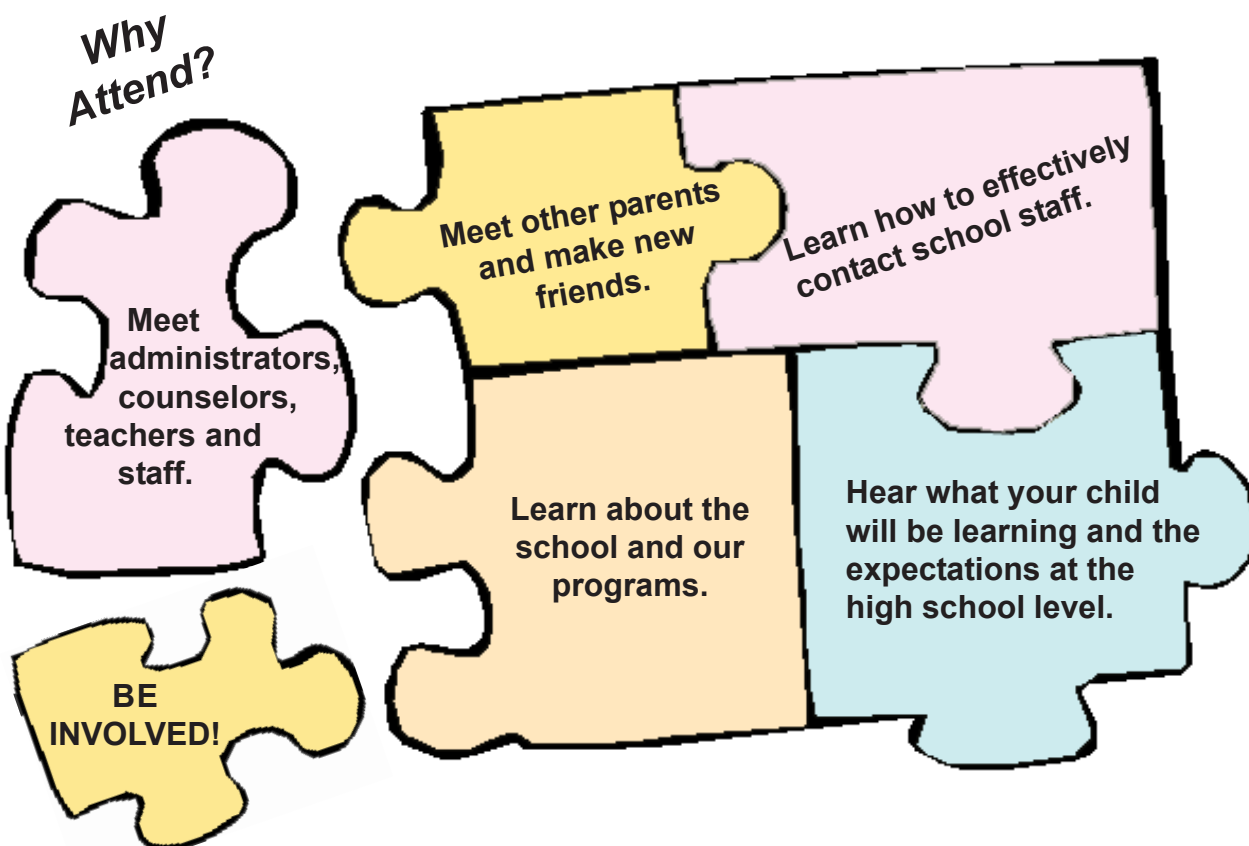 Why
Attend?
Meet
administrators,
counselors,
teachers and
staff.
BE
INVOLVED!
Meet other parents
and make new
friends.
Learn how to effectively
contact school staff.
Learn about the
school and our
programs.
Hear what your child
will be learning and the
expectations at the
high school level.